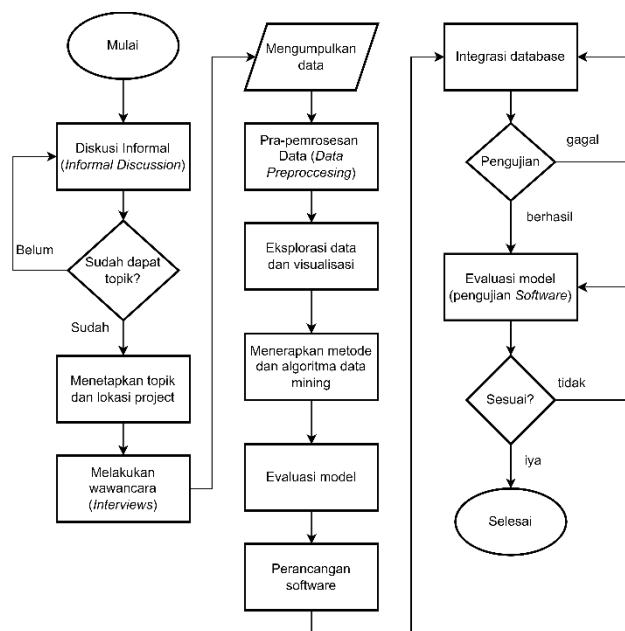 Mulai
Diskusi Informal
(Informal Discussion)
Belum
Sudah dapat
topik?
Sudah
Menetapkan topik
dan lokasi project
Melakukan
wawancara
(Interviews)
Mengumpulkan
data
Pra-pemrosesan
Data (Data
Preproccesing)
Eksplorasi data
dan visualisasi
Menerapkan metode
dan algoritma data
mining
Evaluasi model
Perancangan
software
Integrasi database
Pengujian
gagal
berhasil
Evaluasi model
(pengujian Software)
Sesuai?
tidak
iya
Selesai